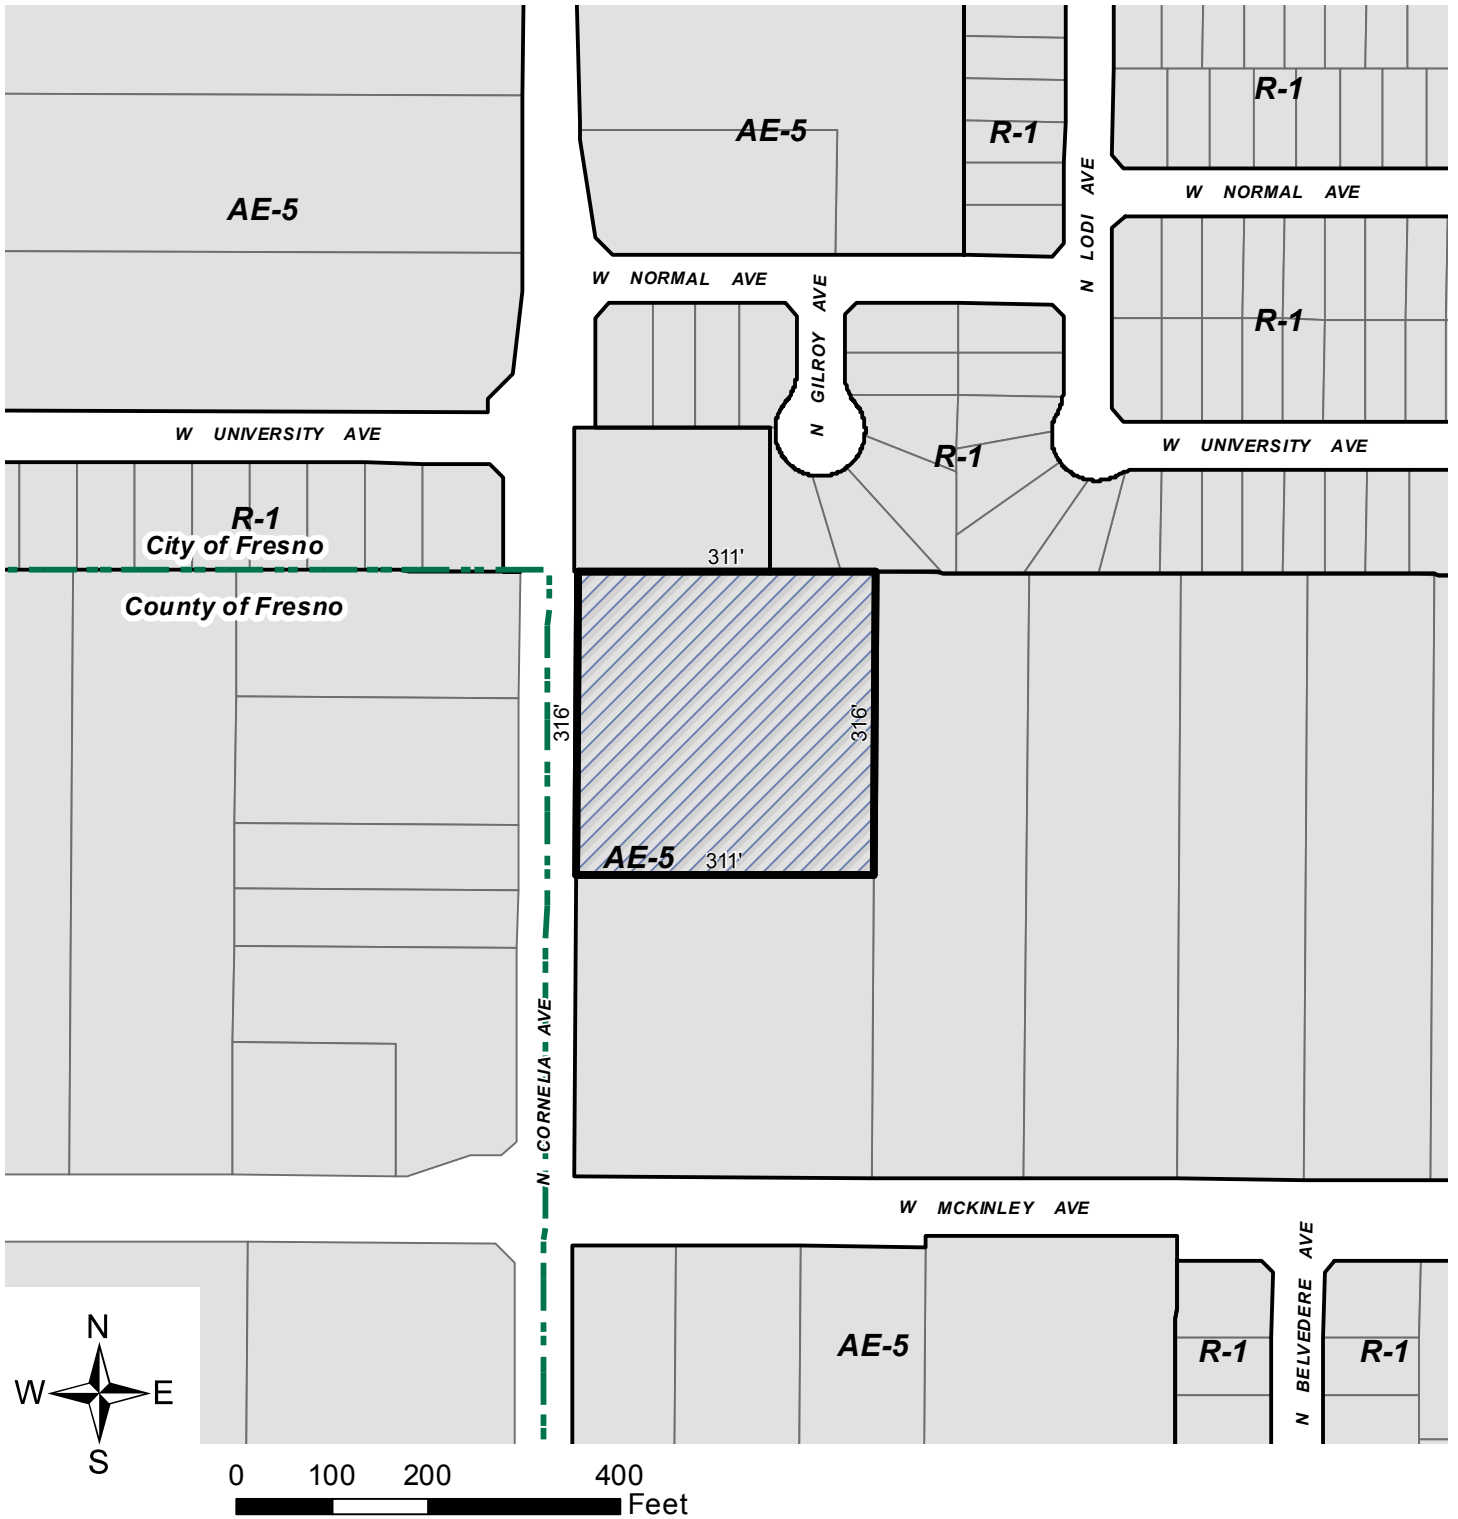 R-1
AE-5
R-1
W NORMAL AVE
N LODI AVE
AE-5
W NORMAL AVE
N GILROY AVE
R-1
W UNIVERSITY AVE
W UNIVERSITY AVE
R-1
R-1
City of Fresno
311'
County of Fresno
316'
316'
AE-5
311'
N CORNELIA AVE
W MCKINLEY AVE
N BELVEDERE AVE
AE-5
R-1
R-1
N
W E
S
0 100 200 400
Feet